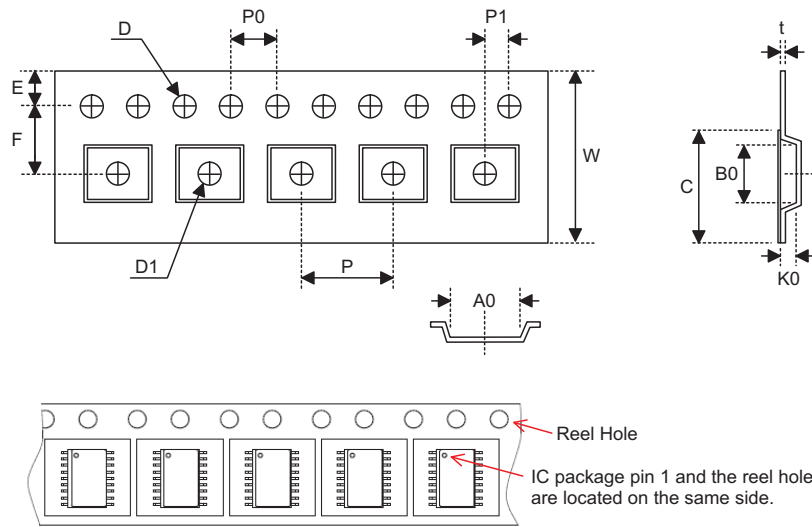 D
P0
P1
t
E
F
W
C
B0
D1
P
K0
A0
Reel Hole
IC package pin 1 and the reel hole
are located on the same side.